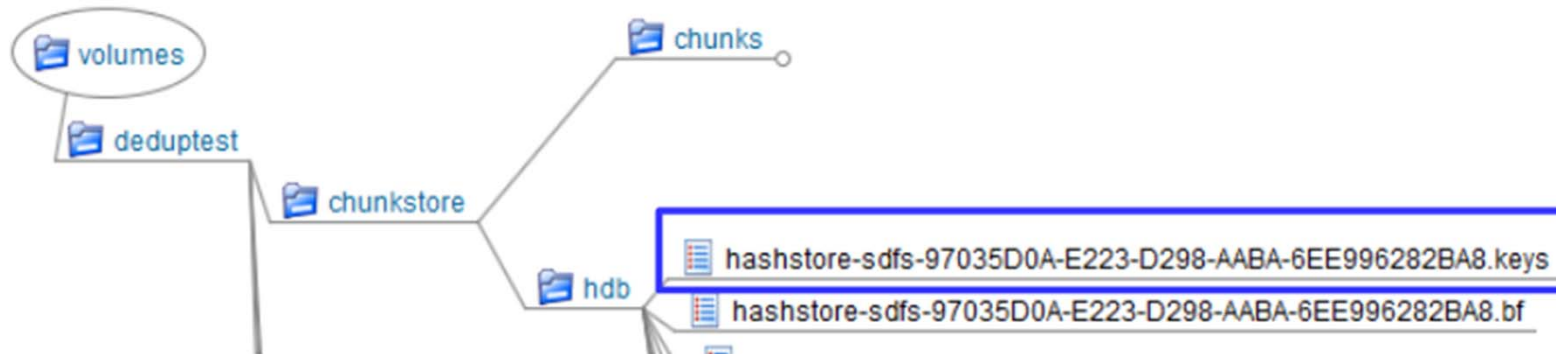 volumes
chunks
deduptest
chunkstore
hashstore-sdfs-97035D0A-E223-D298-AABA-6EE996282BA8.keys
hdb
hashstore-sdfs-97035D0A-E223-D298-AABA-6EE996282BA8.bf